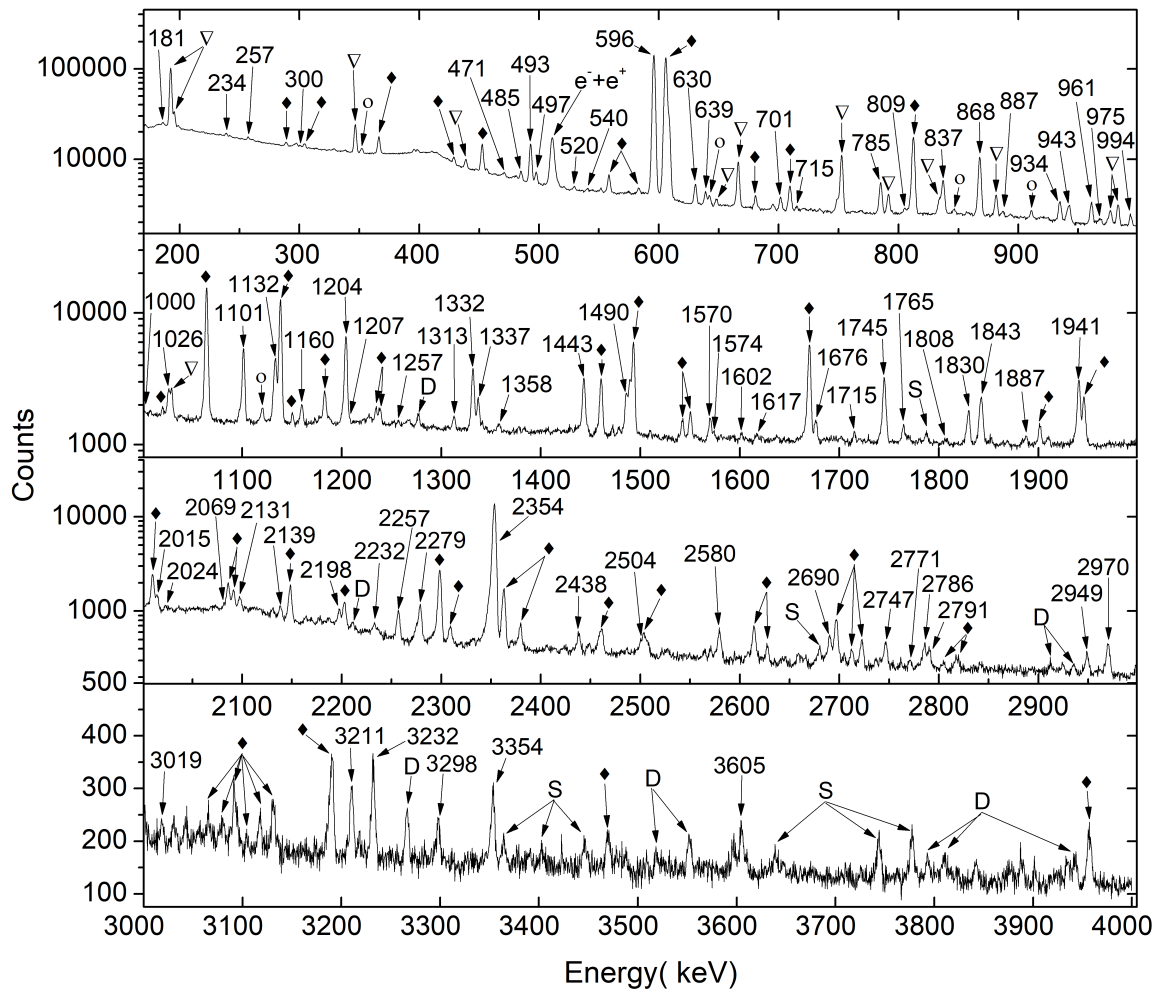 181 ▽ 234 257 ♦ 300 ♦ ▽ o ♦ ♦ ▽ ♦ 471 485 493 497 e⁻+e⁺ 520 540 ♦ 596 ♦ 630 639 o ▽ ▽ ♦ 701 ♦ 715 ▽ 785 ▽ 809 ♦ ▽ 837 o 868 ▽ 887 o 934 943 961 975 ▽ 994
100000
10000
200 300 400 500 600 700 800 900
1000 ♦ 1026 ▽ ♦ 1101 o 1132 ♦ ♦ 1160 ♦ 1204 1207 ♦ 1257 D 1313 1332 1337 1358 1443 ♦ 1490 ♦ ♦ 1570 1574 1602 1617 ♦ 1676 1715 1745 1765 S 1808 1830 1843 1887 ♦ 1941 ♦
10000
1000
1100 1200 1300 1400 1500 1600 1700 1800 1900
♦ 2015 2024 2069 ♦ 2131 2139 ♦ 2198 ♦ D 2232 2257 2279 ♦ ♦ 2354 ♦ 2438 ♦ 2504 ♦ 2580 ♦ S 2690 ♦ 2747 2771 2786 2791 ♦ D 2949 2970
10000
1000
500
2100 2200 2300 2400 2500 2600 2700 2800 2900
3019 ♦ ♦ 3211 3232 D 3298 3354 S ♦ D 3605 S D ♦
400
300
200
100
3000 3100 3200 3300 3400 3500 3600 3700 3800 3900 4000
Counts
Energy( keV)